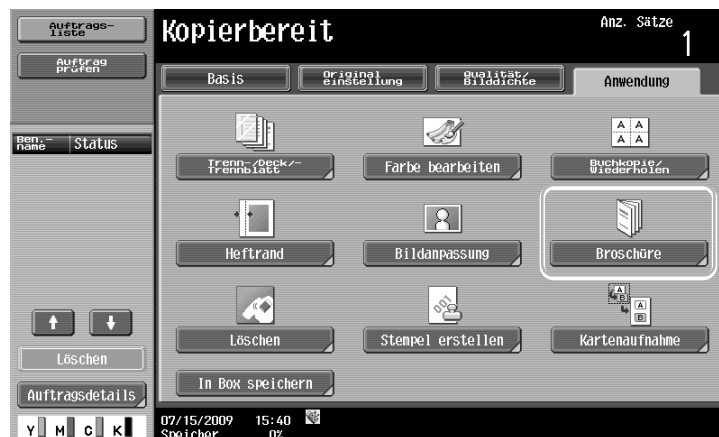 Auftrags-
liste
Kopierbereit
Anz. Sätze
1
Auftrag
prüfen
Basis
Original
einstellung
Qualität/
Bilddichte
Anwendung
Ben.-
name
Status
Trenn-/Deck/-
Trennblatt
Farbe bearbeiten
A A
A A
Buchkopie/
Wiederholen
Heftrand
Bildanpassung
Broschüre
Löschen
001
Stempel erstellen
A
B
A
B
Kartenaufnahme
Löschen
Auftragsdetails
In Box speichern
Y M C K
07/15/2009 15:40
Speicher 0%